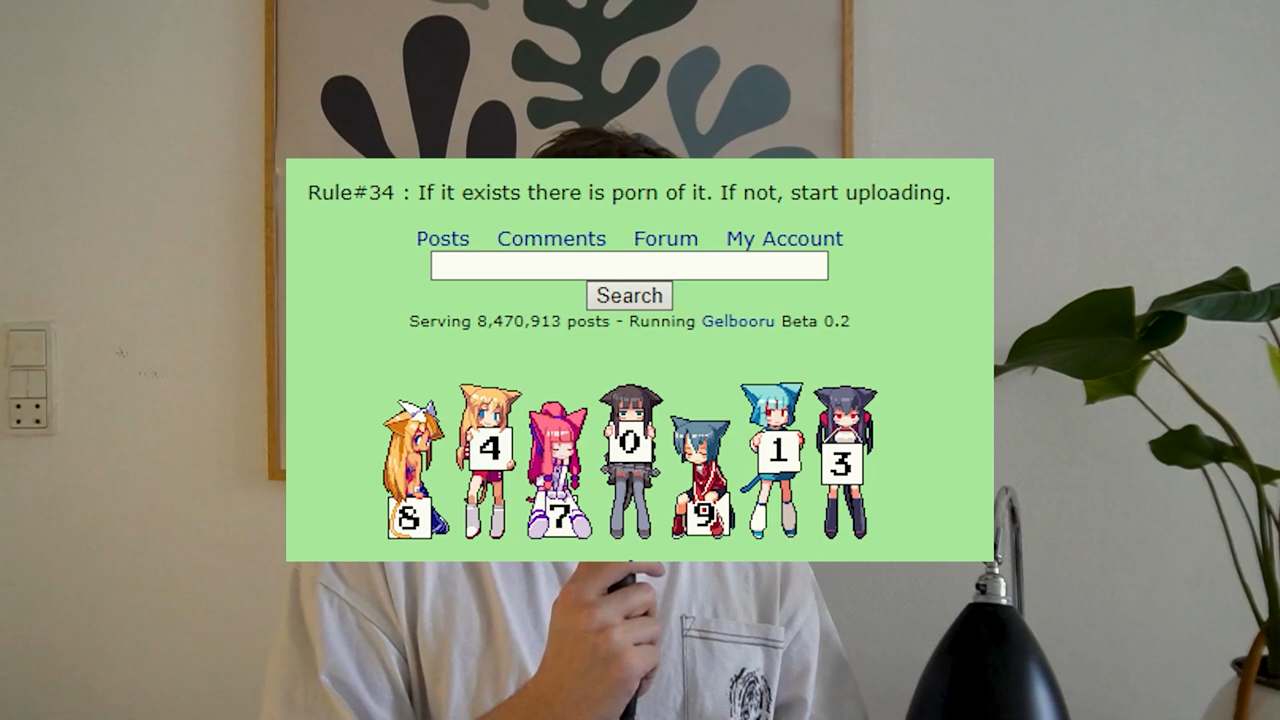 Rule#34 : If it exists there is porn of it. If not, start uploading.
Posts Comments Forum My Account
Search
Serving 8,470,913 posts - Running Gelbooru Beta 0.2
8 4 7 0 9 1 3